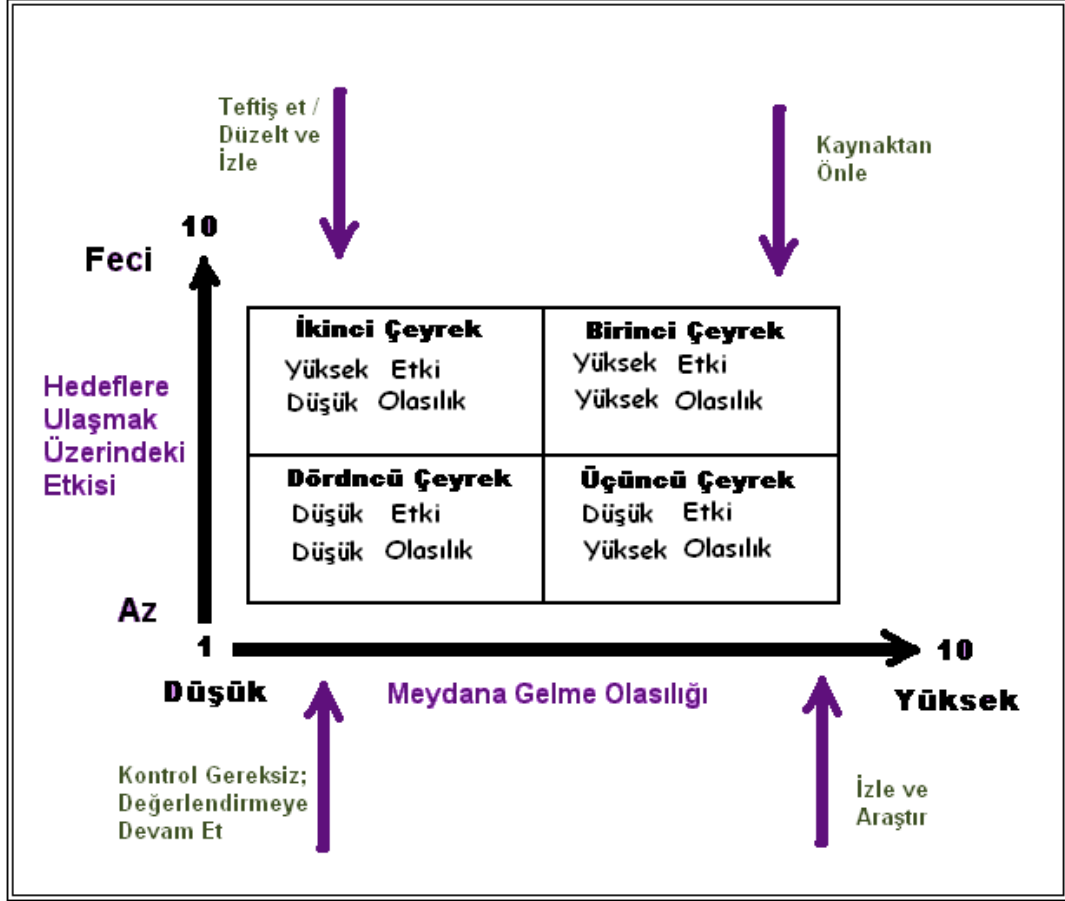 Teftiş et /
Düzelt ve
İzle
Kaynaktan
Önle
10
Feci
Hedeflere
Ulaşmak
Üzerindeki
Etkisi
İkinci Çeyrek
Yüksek Etki
Düşük Olasılık
Birinci Çeyrek
Yüksek Etki
Yüksek Olasılık
Dördncü Çeyrek
Düşük Etki
Düşük Olasılık
Üçüncü Çeyrek
Düşük Etki
Yüksek Olasılık
Az
1
10
Düşük
Meydana Gelme Olasılığı
Yüksek
Kontrol Gereksiz;
Değerlendirmeye
Devam Et
İzle ve
Araştır